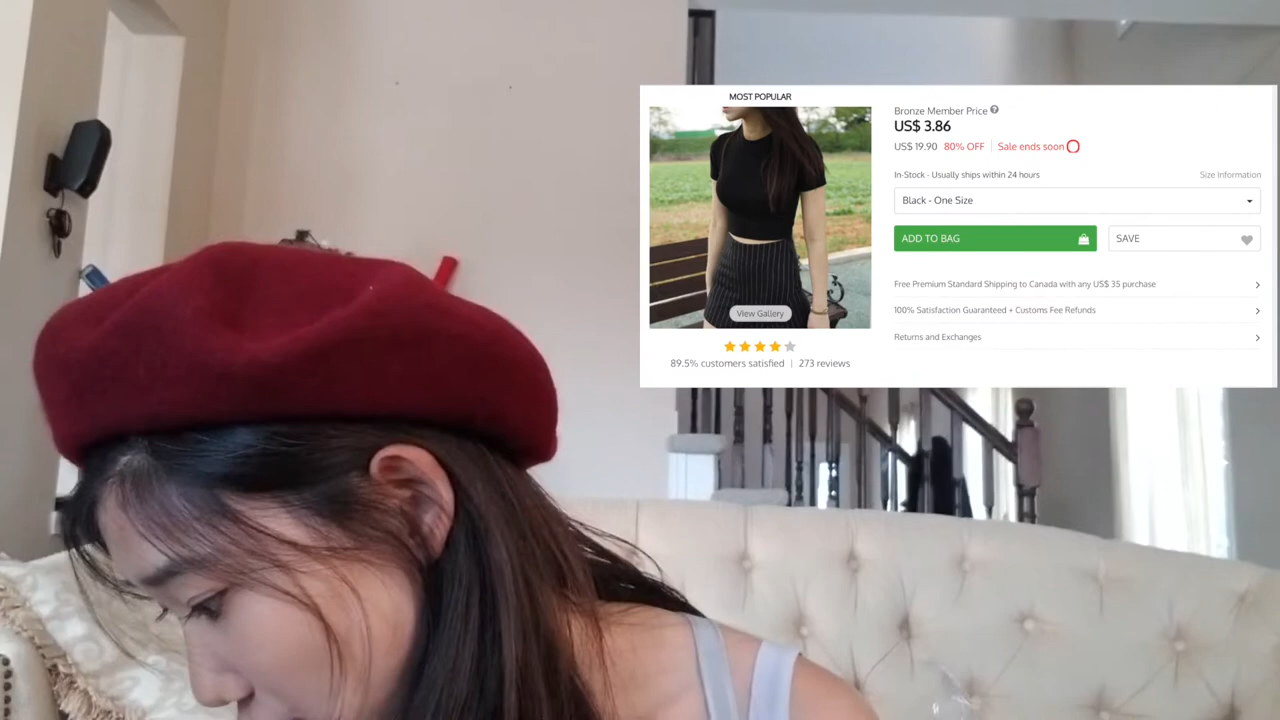 MOST POPULAR
View Gallery
89.5% customers satisfied | 273 reviews
Bronze Member Price ?
US$ 3.86
US$ 19.90 80% OFF | Sale ends soon
In-Stock - Usually ships within 24 hours
Size Information
Black - One Size
ADD TO BAG
SAVE
Free Premium Standard Shipping to Canada with any US$ 35 purchase
100% Satisfaction Guaranteed + Customs Fee Refunds
Returns and Exchanges